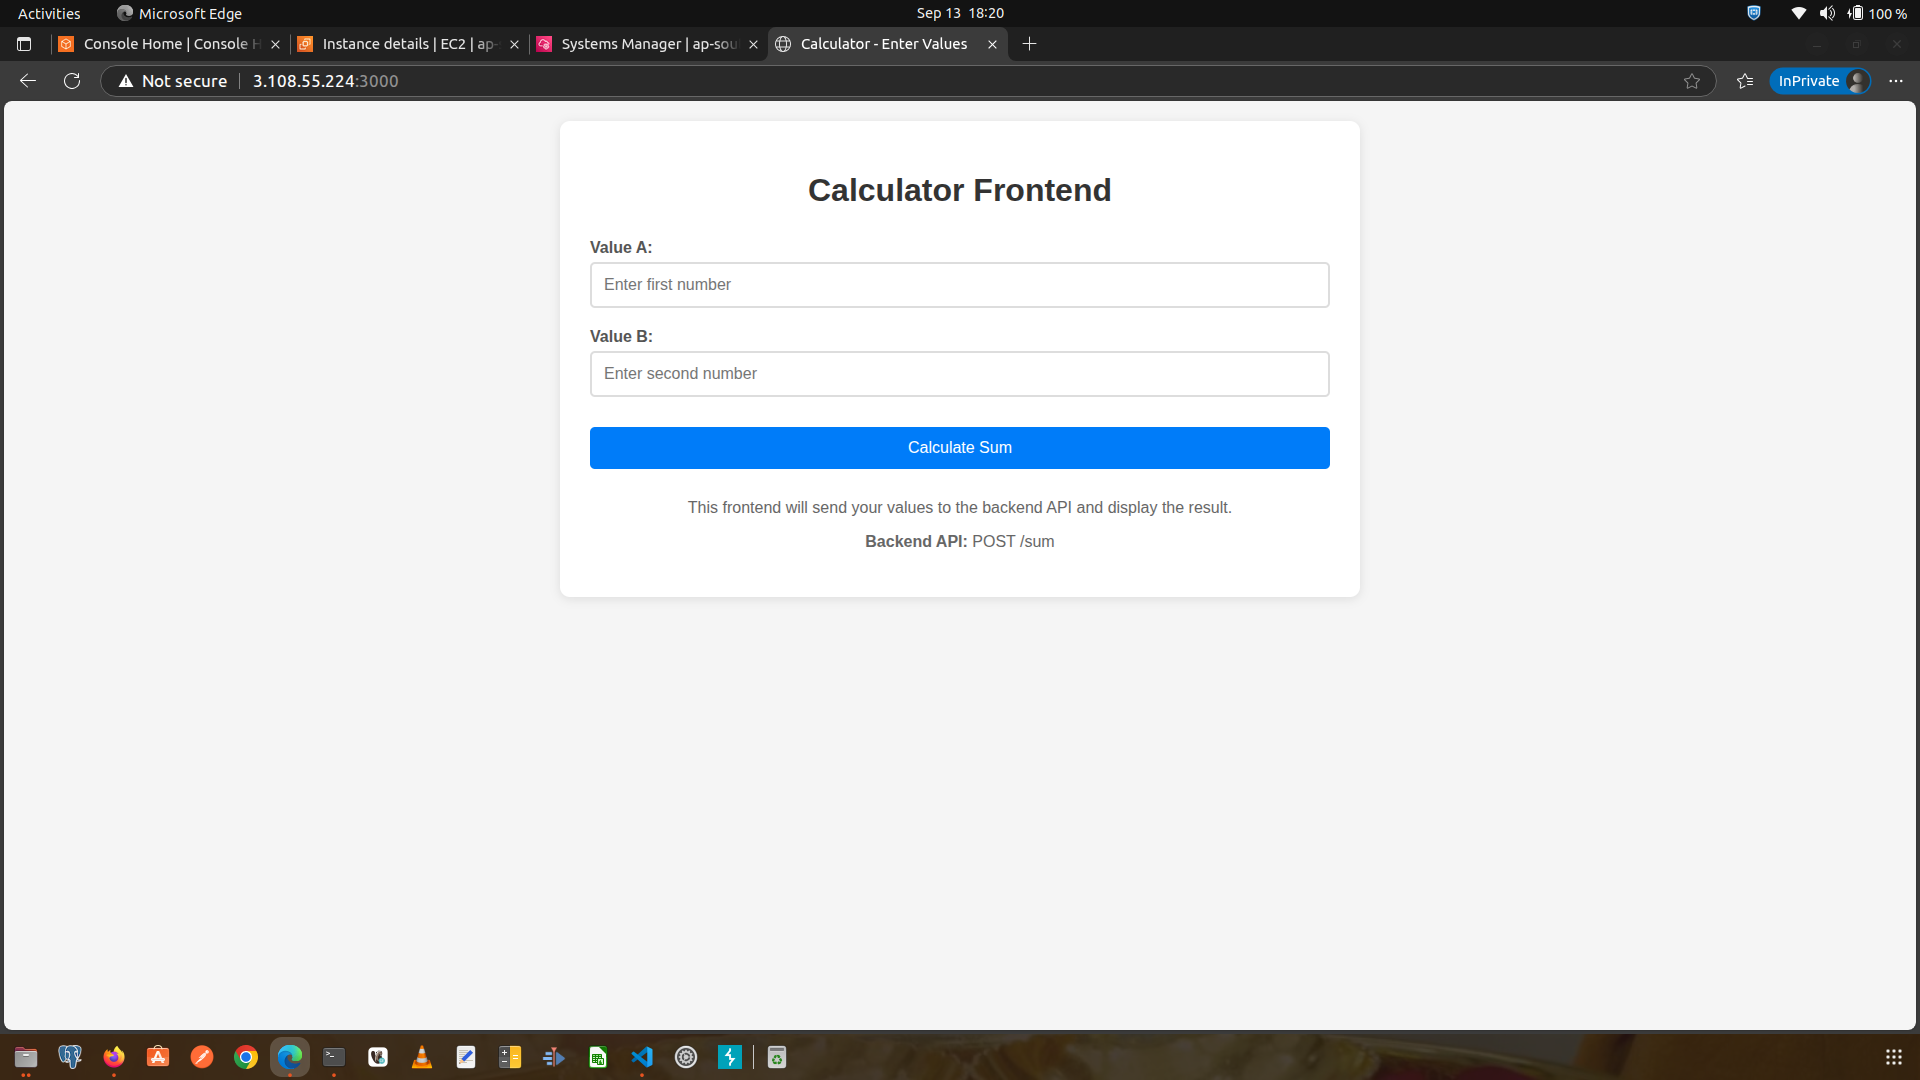 Activities
Microsoft Edge
Sep 13 18:20
100 %
Console Home | Console H
Instance details | EC2 | ap-
Systems Manager | ap-sou
Calculator - Enter Values
Not secure
3.108.55.224:3000
InPrivate
Calculator Frontend
Value A:
Enter first number
Value B:
Enter second number
Calculate Sum
This frontend will send your values to the backend API and display the result.
Backend API: POST /sum